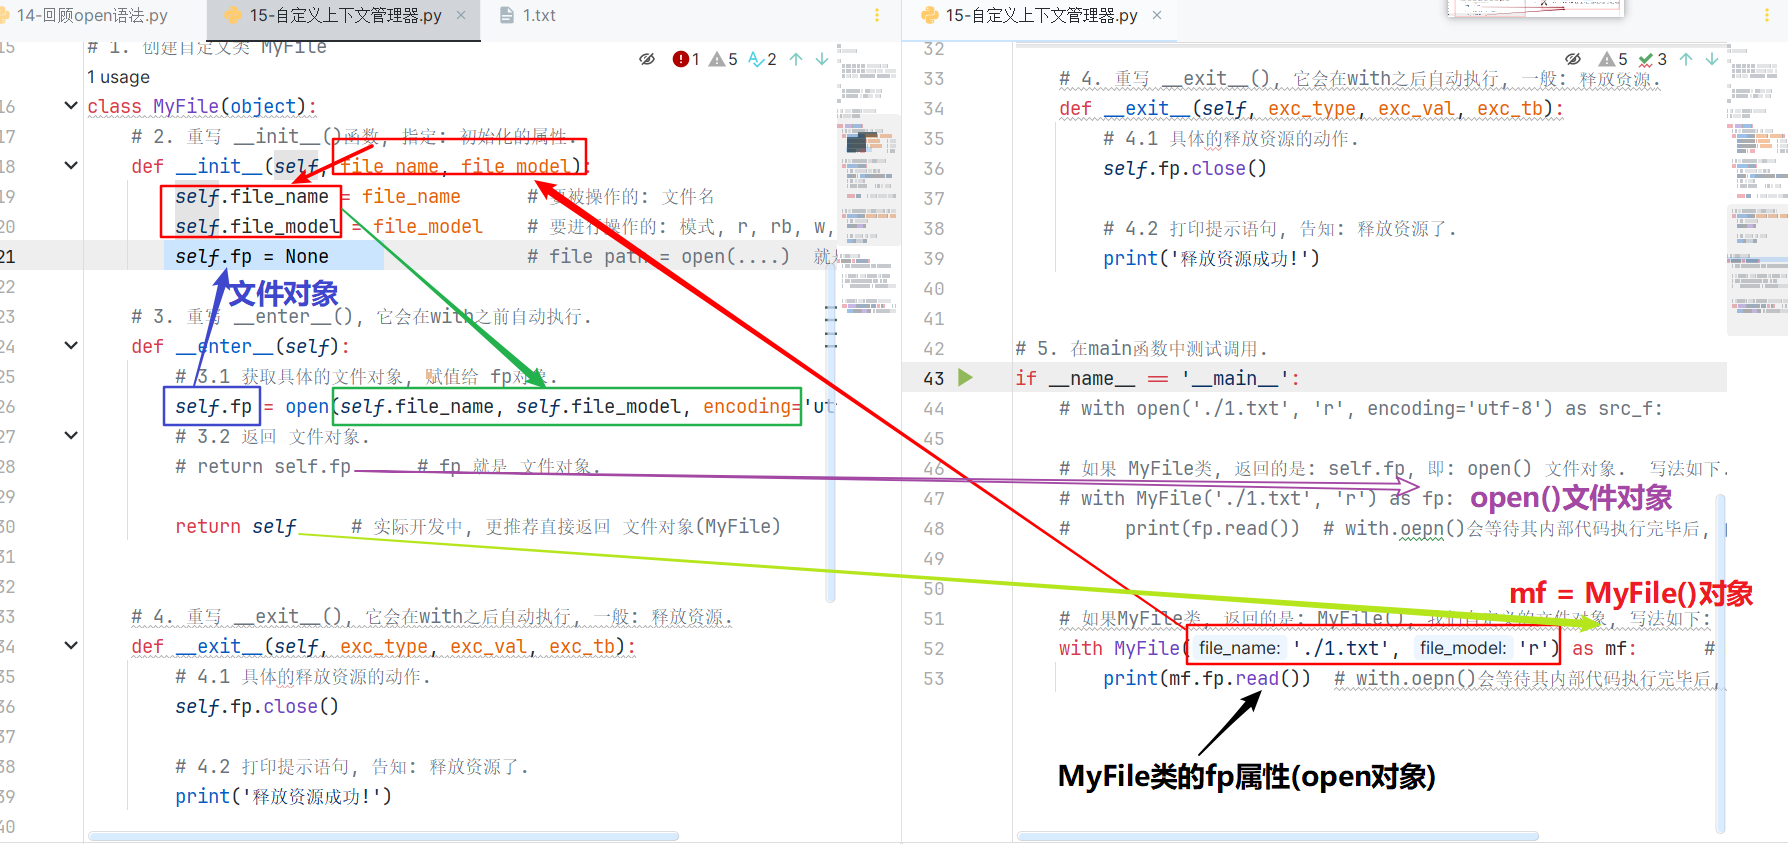 14-回顾open语法.py
15-自定义上下文管理器.py
1.txt
15-自定义上下文管理器.py
15
# 1. 创建自定义类 MyFile
1 5 2
1 usage
16 class MyFile(object):
17 # 2. 重写 __init__()函数, 指定: 初始化的属性.
18 def __init__(self, file_name, file_model):
19 self.file_name = file_name # 要被操作的: 文件名
20 self.file_model = file_model # 要进行操作的: 模式, r, rb, w,
21 self.fp = None # file path = open(....)
22 文件对象
23 # 3. 重写 __enter__(), 它会在with之前自动执行.
24 def __enter__(self):
25 # 3.1 获取具体的文件对象, 赋值给 fp对象.
26 self.fp = open(self.file_name, self.file_model, encoding='ut
27 # 3.2 返回 文件对象.
28 # return self.fp # fp 就是 文件对象.
29
30 return self # 实际开发中, 更推荐直接返回 文件对象(MyFile)
31
32
33 # 4. 重写 __exit__(), 它会在with之后自动执行, 一般: 释放资源.
34 def __exit__(self, exc_type, exc_val, exc_tb):
35 # 4.1 具体的释放资源的动作.
36 self.fp.close()
37
38 # 4.2 打印提示语句, 告知: 释放资源了.
39 print('释放资源成功!')
40
32
5 3
33 # 4. 重写 __exit__(), 它会在with之后自动执行, 一般: 释放资源.
34 def __exit__(self, exc_type, exc_val, exc_tb):
35 # 4.1 具体的释放资源的动作.
36 self.fp.close()
37
38 # 4.2 打印提示语句, 告知: 释放资源了.
39 print('释放资源成功!')
40
41
42 # 5. 在main函数中测试调用.
43 if __name__ == '__main__':
44 # with open('./1.txt', 'r', encoding='utf-8') as src_f:
45
46 # 如果 MyFile类, 返回的是: self.fp, 即: open() 文件对象. 写法如下.
47 # with MyFile('./1.txt', 'r') as fp: open()文件对象
48 # print(fp.read()) # with.oepn()会等待其内部代码执行完毕后,
49
50
mf = MyFile()对象
51 # 如果MyFile类, 返回的是: MyFile(), 我们自定义的文件对象, 写法如下:
52 with MyFile( file_name: './1.txt', file_model: 'r') as mf: #
53 print(mf.fp.read()) # with.oepn()会等待其内部代码执行完毕后,
MyFile类的fp属性(open对象)